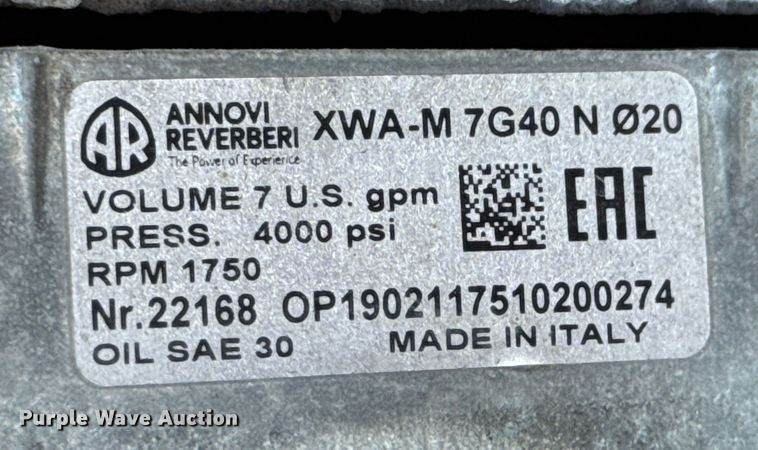 AR ANNOVI REVERBERI
The Power of Experience
XWA-M 7G40 N Ø20
VOLUME 7 U.S. gpm
PRESS. 4000 psi
EAC
RPM 1750
Nr.22168 OP1902117510200274
OIL SAE 30 MADE IN ITALY
Purple Wave Auction